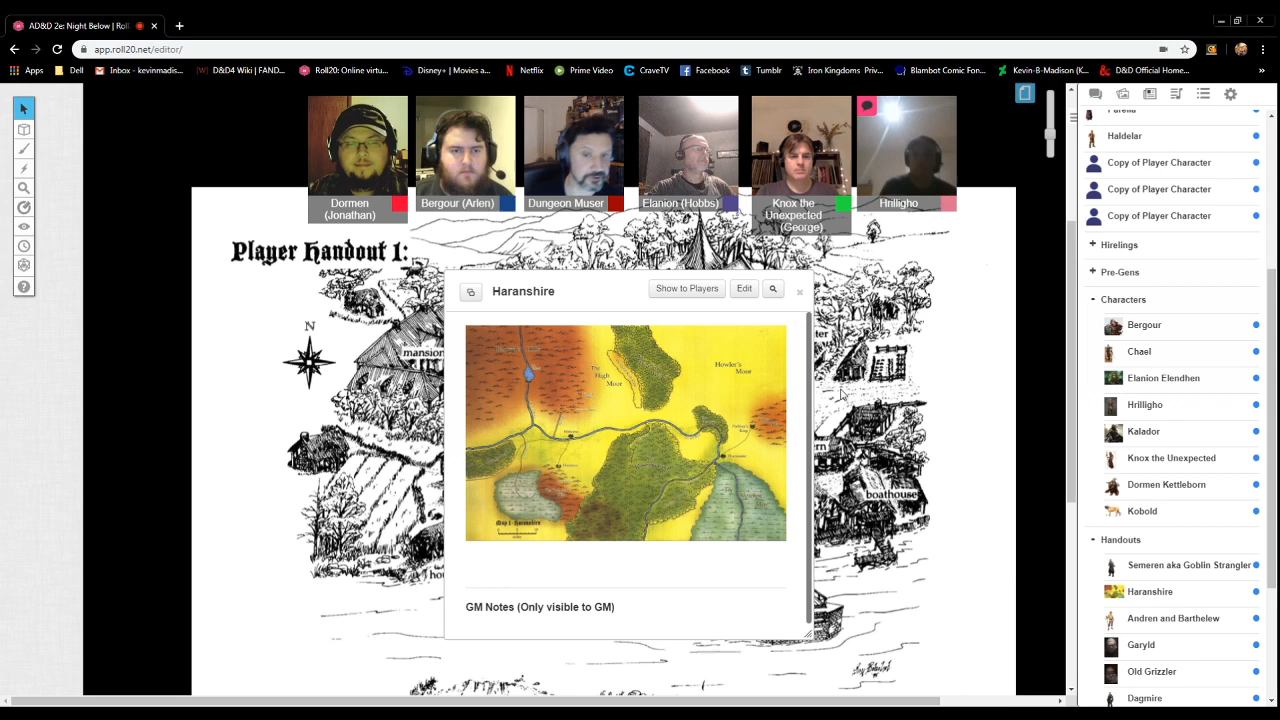 AD&D 2e: Night Below | Roll
app.roll20.net/editor/
Apps
Dell
Inbox - kevinmadis...
D&D4 Wiki | FAND...
Roll20: Online virtu...
Disney+ | Movies a...
Netflix
Prime Video
CraveTV
Facebook
Tumblr
Iron Kingdoms Priv...
Blambot Comic Fon...
Kevin-B-Madison (K...
D&D Official Home...
»
Dormen
(Jonathan)
Bergour (Arlen)
Dungeon Muser
Elanion (Hobbs)
Knox the
Unexpected
(George)
Hriligho
Player Handout 1:
N
mansion
boathouse
Haranshire
Show to Players
Edit
The
High
Moor
Howler's
Moor
Map 1: Haranshire
GM Notes (Only visible to GM)
Haldelar
Copy of Player Character
Copy of Player Character
Copy of Player Character
Hirelings
Pre-Gens
Characters
Bergour
Chael
Elanion Elendhen
Hrilligho
Kalador
Knox the Unexpected
Dormen Kettleborn
Kobold
Handouts
Semeren aka Goblin Strangler
Haranshire
Andren and Barthelew
Garyld
Old Grizzler
Dagmire